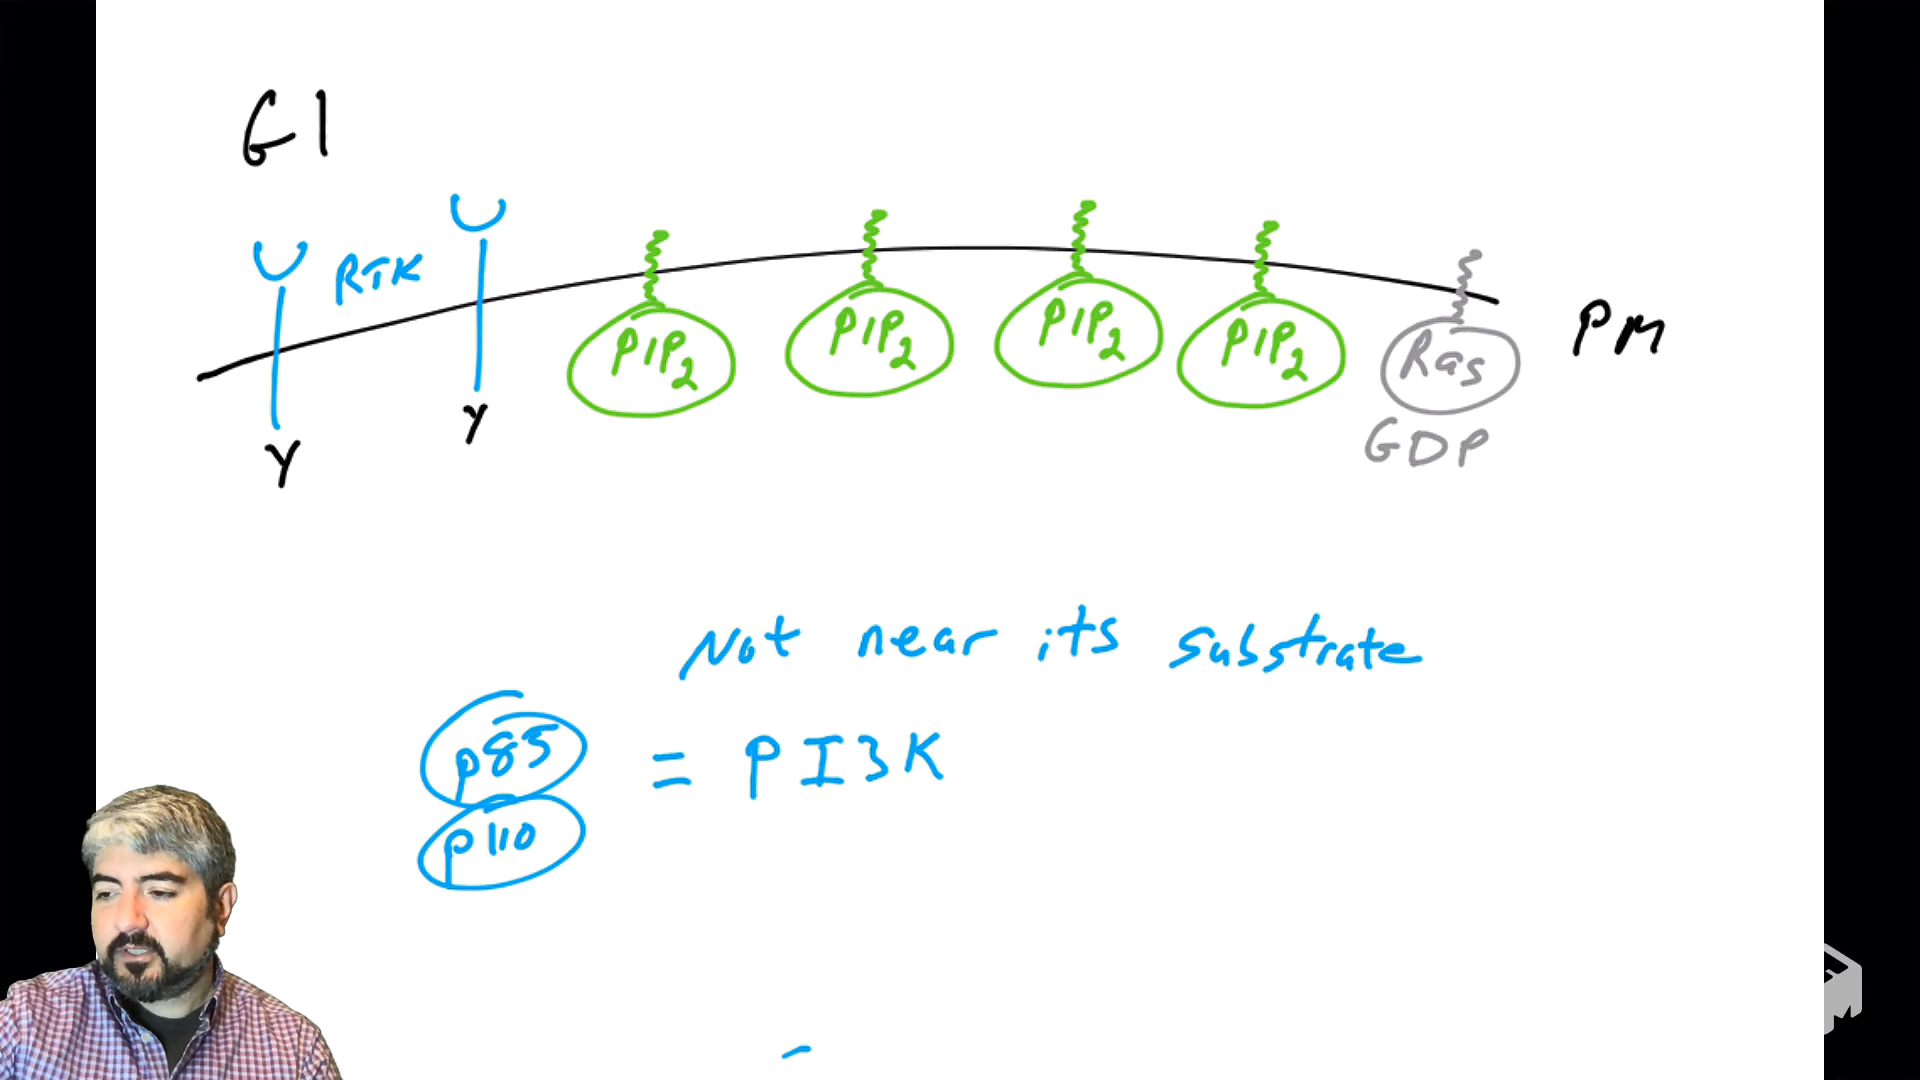 G1
RTK
PIP2 PIP2 PIP2 PIP2 Ras PM
GDP
Y Y
Not near its substrate
p85 = PI3K
p110